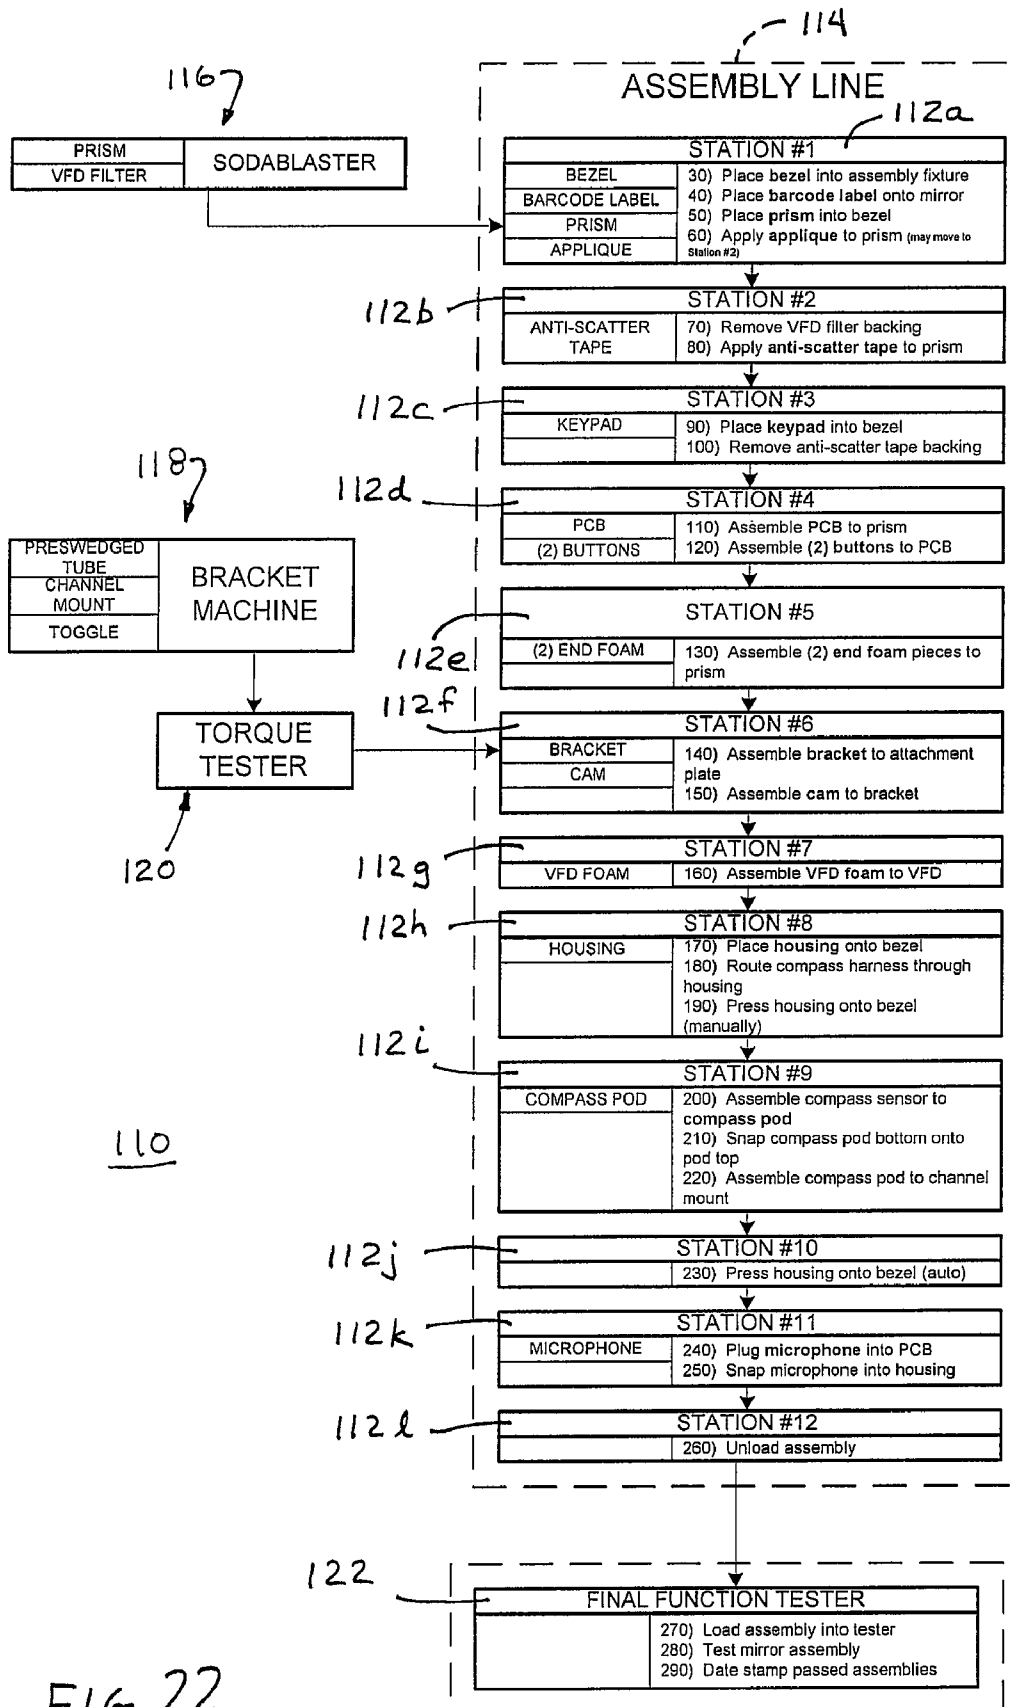 114
ASSEMBLY LINE
116
112a
PRISM
VFD FILTER
SODABLASTER
STATION #1
BEZEL
BARCODE LABEL
PRISM
APPLIQUE
30) Place bezel into assembly fixture
40) Place barcode label onto mirror
50) Place prism into bezel
60) Apply applique to prism (may move to
Station #2)
112b
STATION #2
ANTI-SCATTER
TAPE
70) Remove VFD filter backing
80) Apply anti-scatter tape to prism
112c
STATION #3
KEYPAD
90) Place keypad into bezel
100) Remove anti-scatter tape backing
118
112d
STATION #4
PCB
(2) BUTTONS
110) Assemble PCB to prism
120) Assemble (2) buttons to PCB
PRESWEDGED
TUBE
CHANNEL
MOUNT
TOGGLE
BRACKET
MACHINE
112e
STATION #5
(2) END FOAM
130) Assemble (2) end foam pieces to
prism
112f
TORQUE
TESTER
120
STATION #6
BRACKET
CAM
140) Assemble bracket to attachment
plate
150) Assemble cam to bracket
112g
STATION #7
VFD FOAM
160) Assemble VFD foam to VFD
112h
STATION #8
HOUSING
170) Place housing onto bezel
180) Route compass harness through
housing
190) Press housing onto bezel
(manually)
112i
STATION #9
COMPASS POD
200) Assemble compass sensor to
compass pod
210) Snap compass pod bottom onto
pod top
220) Assemble compass pod to channel
mount
110
112j
STATION #10
230) Press housing onto bezel (auto)
112k
STATION #11
MICROPHONE
240) Plug microphone into PCB
250) Snap microphone into housing
112l
STATION #12
260) Unload assembly
122
FINAL FUNCTION TESTER
270) Load assembly into tester
280) Test mirror assembly
290) Date stamp passed assemblies
FIG. 22